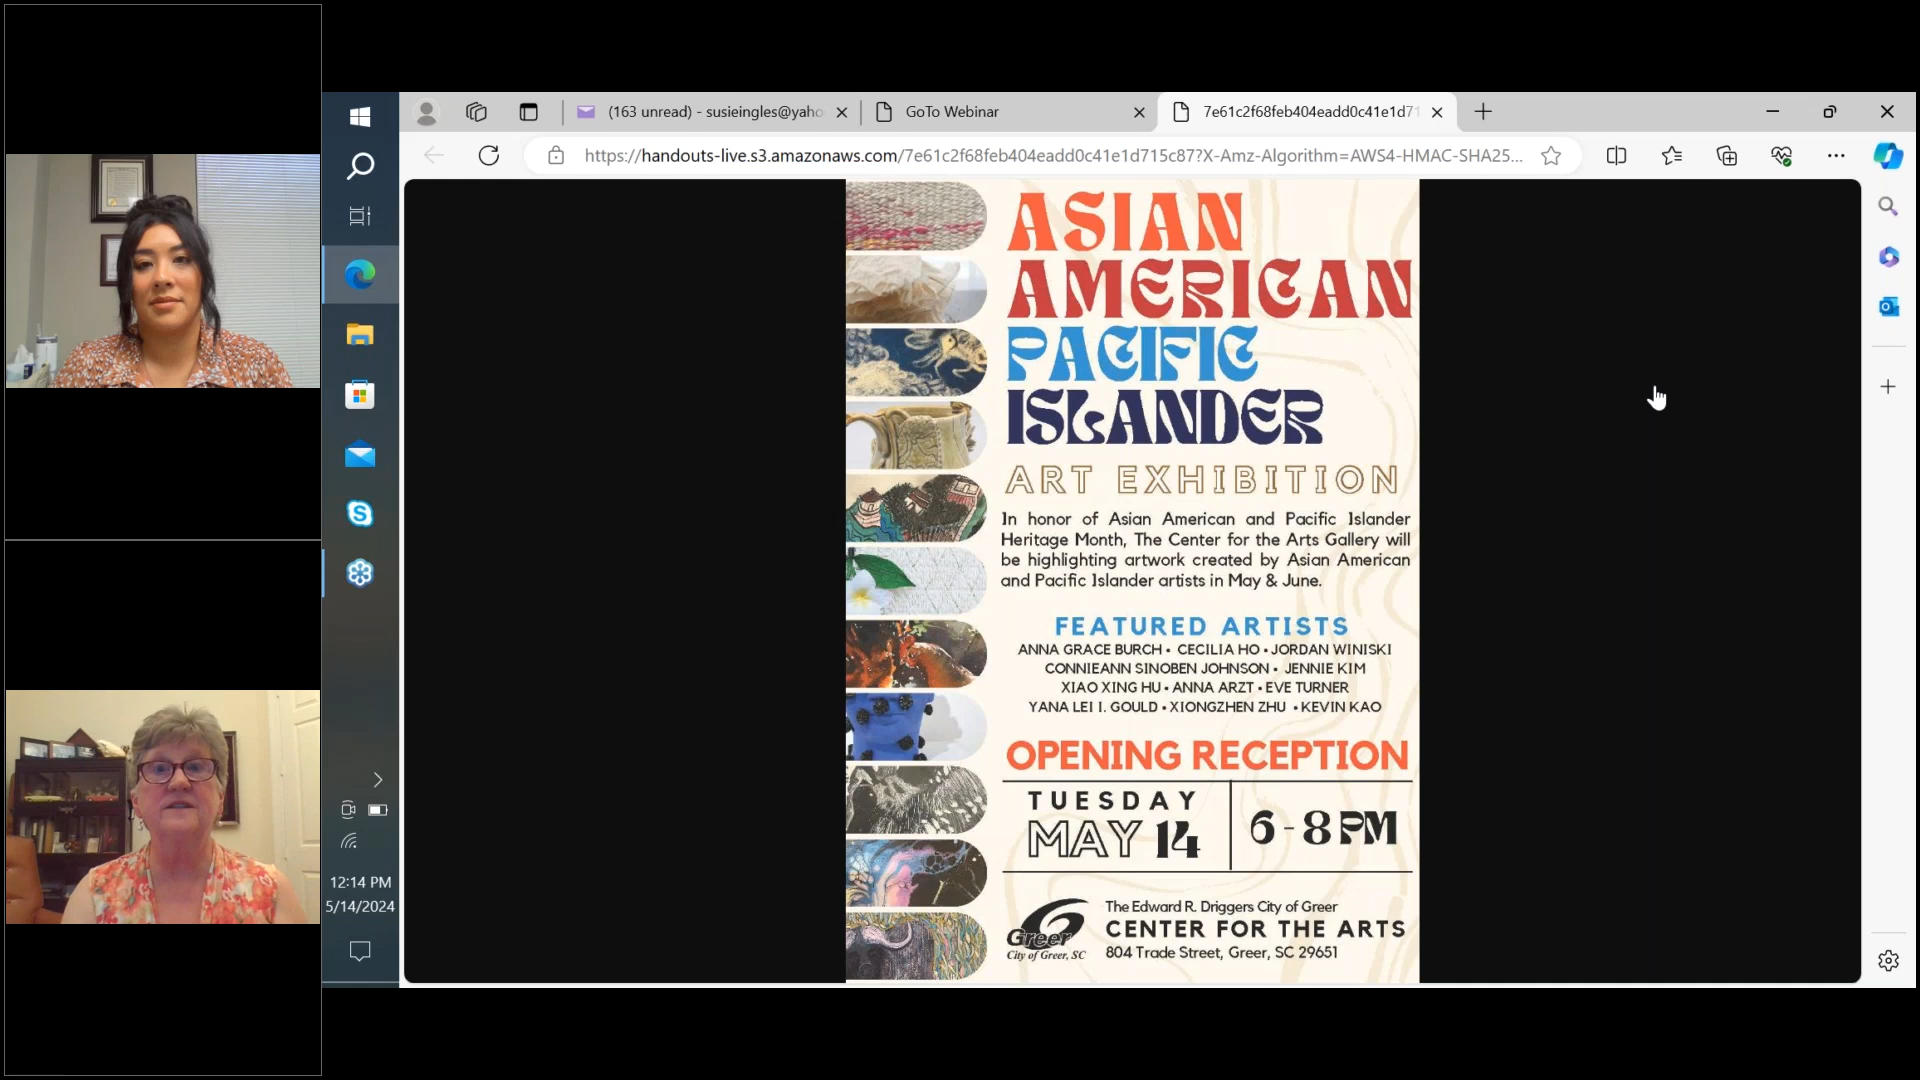 (163 unread) - susieingles@yaho
GoTo Webinar
7e61c2f68feb404eadd0c41e1d71
https://handouts-live.s3.amazonaws.com/7e61c2f68feb404eadd0c41e1d715c87?X-Amz-Algorithm=AWS4-HMAC-SHA25...
ASIAN
AMERICAN
PACIFIC
ISLANDER
ART EXHIBITION
In honor of Asian American and Pacific Islander
Heritage Month, The Center for the Arts Gallery will
be highlighting artwork created by Asian American
and Pacific Islander artists in May & June.
FEATURED ARTISTS
ANNA GRACE BURCH • CECILIA HO • JORDAN WINISKI
CONNIEANN SINOBEN JOHNSON • JENNIE KIM
XIAO XING HU • ANNA ARZT • EVE TURNER
YANA LEI I. GOULD • XIONGZHEN ZHU • KEVIN KAO
OPENING RECEPTION
TUESDAY
MAY 14
6 - 8 PM
Greer
City of Greer, SC
The Edward R. Driggers City of Greer
CENTER FOR THE ARTS
804 Trade Street, Greer, SC 29651
12:14 PM
5/14/2024